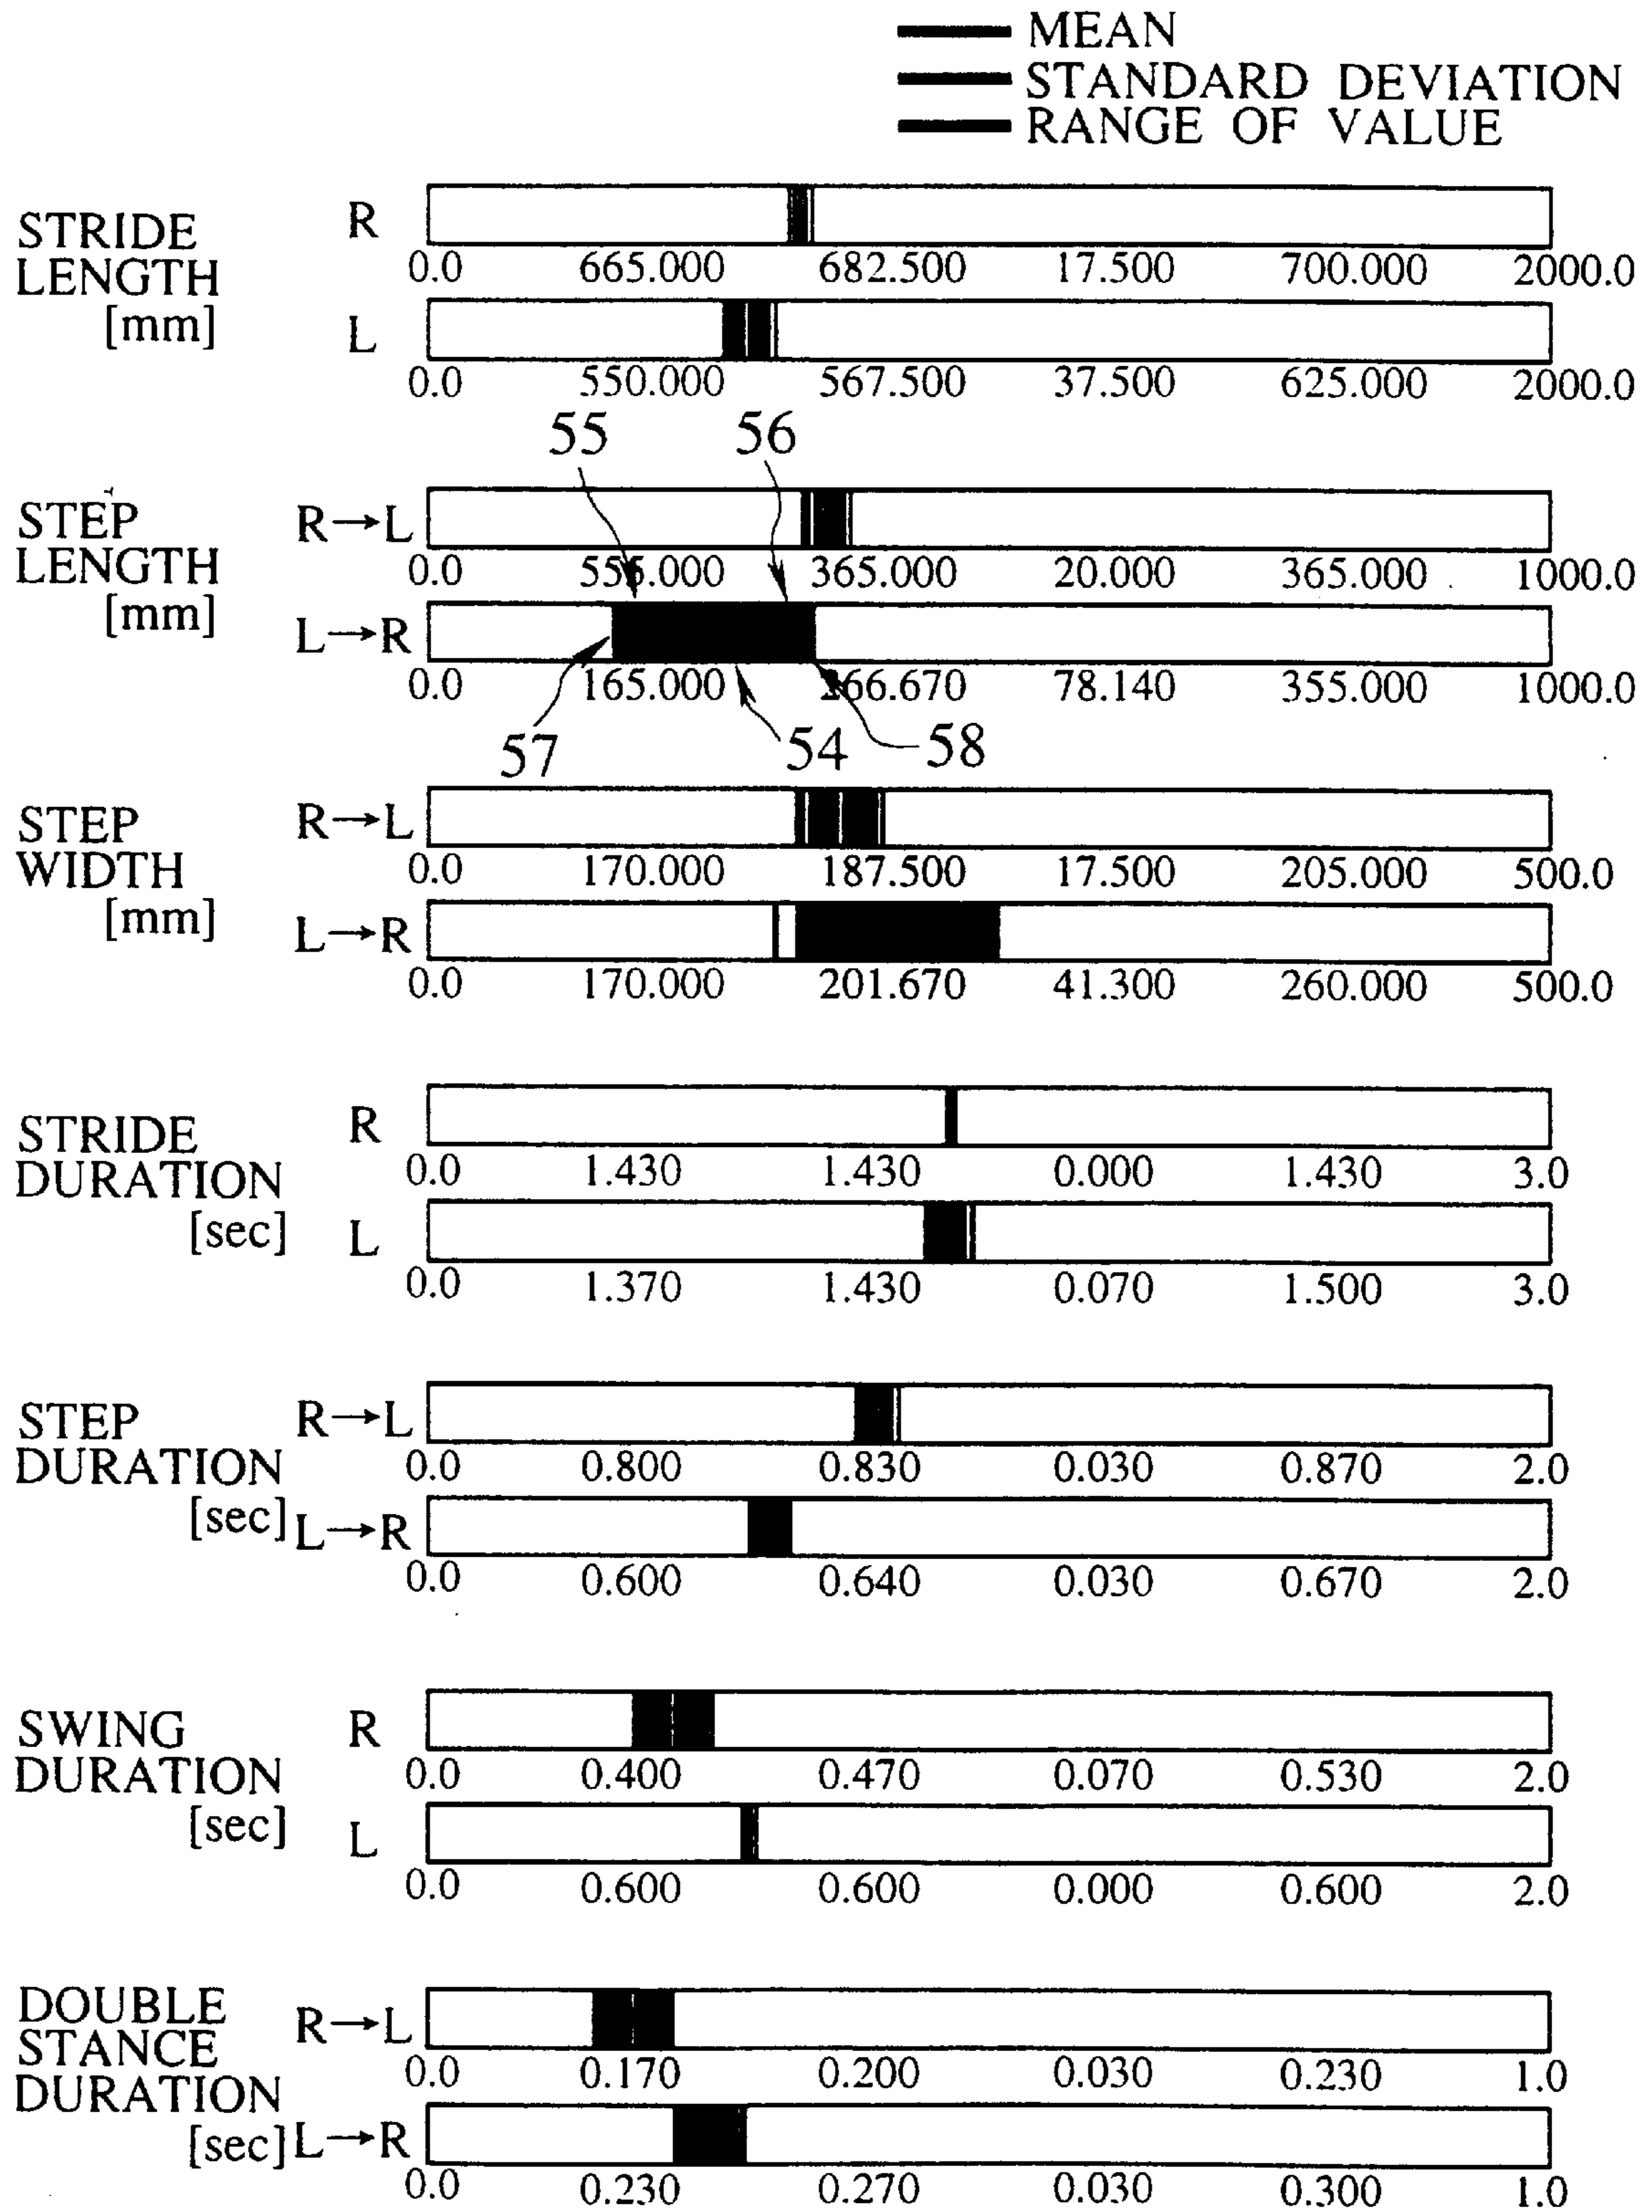 MEAN
STANDARD DEVIATION
RANGE OF VALUE
STRIDE
LENGTH
[mm]
R
0.0 665.000 682.500 17.500 700.000 2000.0
L
0.0 550.000 567.500 37.500 625.000 2000.0
55 56
STEP
LENGTH
[mm]
R→L
0.0 555.000 365.000 20.000 365.000 1000.0
L→R
0.0 165.000 266.670 78.140 355.000 1000.0
57 54 58
STEP
WIDTH
[mm]
R→L
0.0 170.000 187.500 17.500 205.000 500.0
L→R
0.0 170.000 201.670 41.300 260.000 500.0
STRIDE
DURATION
[sec]
R
0.0 1.430 1.430 0.000 1.430 3.0
L
0.0 1.370 1.430 0.070 1.500 3.0
STEP
DURATION
[sec]
R→L
0.0 0.800 0.830 0.030 0.870 2.0
L→R
0.0 0.600 0.640 0.030 0.670 2.0
SWING
DURATION
[sec]
R
0.0 0.400 0.470 0.070 0.530 2.0
L
0.0 0.600 0.600 0.000 0.600 2.0
DOUBLE
STANCE
DURATION
[sec]
R→L
0.0 0.170 0.200 0.030 0.230 1.0
L→R
0.0 0.230 0.270 0.030 0.300 1.0